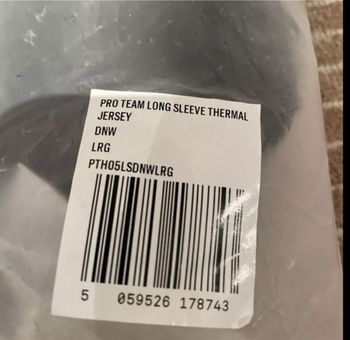 PRO TEAM LONG SLEEVE THERMAL
JERSEY
DNW
LRG
PTH05LSDNWLRG
5 059526 178743